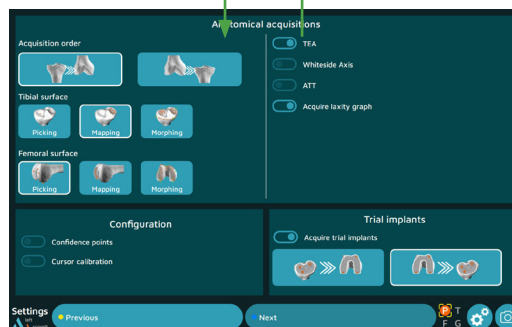 Anatomical acquisitions
Acquisition order
TEA
Whiteside Axis
ATT
Acquire laxity graph
Tibial surface
Picking
Mapping
Morphing
Femoral surface
Picking
Mapping
Morphing
Configuration
Confidence points
Cursor calibration
Trial implants
Acquire trial implants
Settings
left
Previous
Next
P T
F G